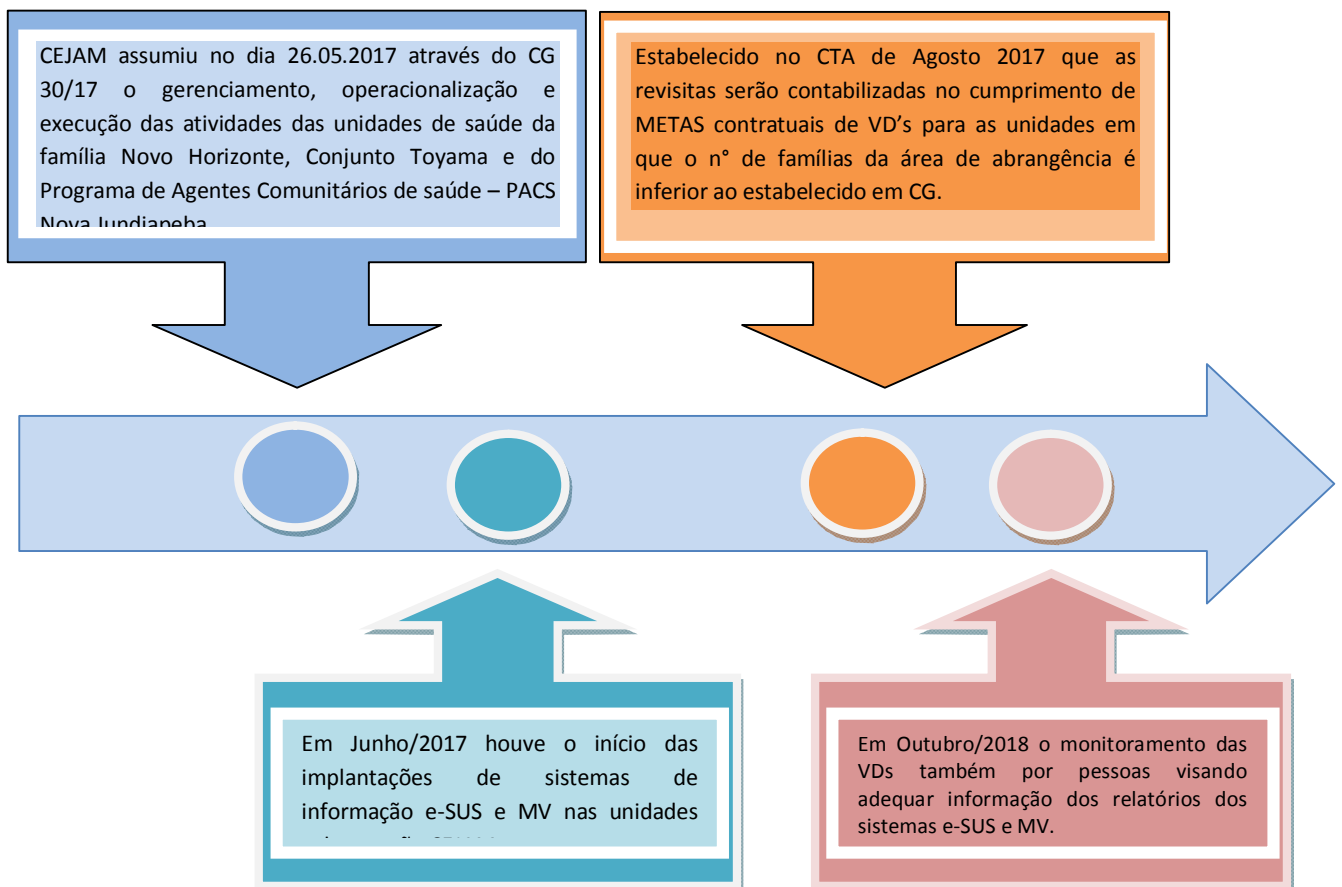 CEJAM assumiu no dia 26.05.2017 através do CG
30/17 o gerenciamento, operacionalização e
execução das atividades das unidades de saúde da
família Novo Horizonte, Conjunto Toyama e do
Programa de Agentes Comunitários de saúde – PACS
Nova Jundiapeba
Estabelecido no CTA de Agosto 2017 que as
revisitas serão contabilizadas no cumprimento de
METAS contratuais de VD’s para as unidades em
que o n° de famílias da área de abrangência é
inferior ao estabelecido em CG.
Em Junho/2017 houve o início das
implantações de sistemas de
informação e-SUS e MV nas unidades
Em Outubro/2018 o monitoramento das
VDs também por pessoas visando
adequar informação dos relatórios dos
sistemas e-SUS e MV.